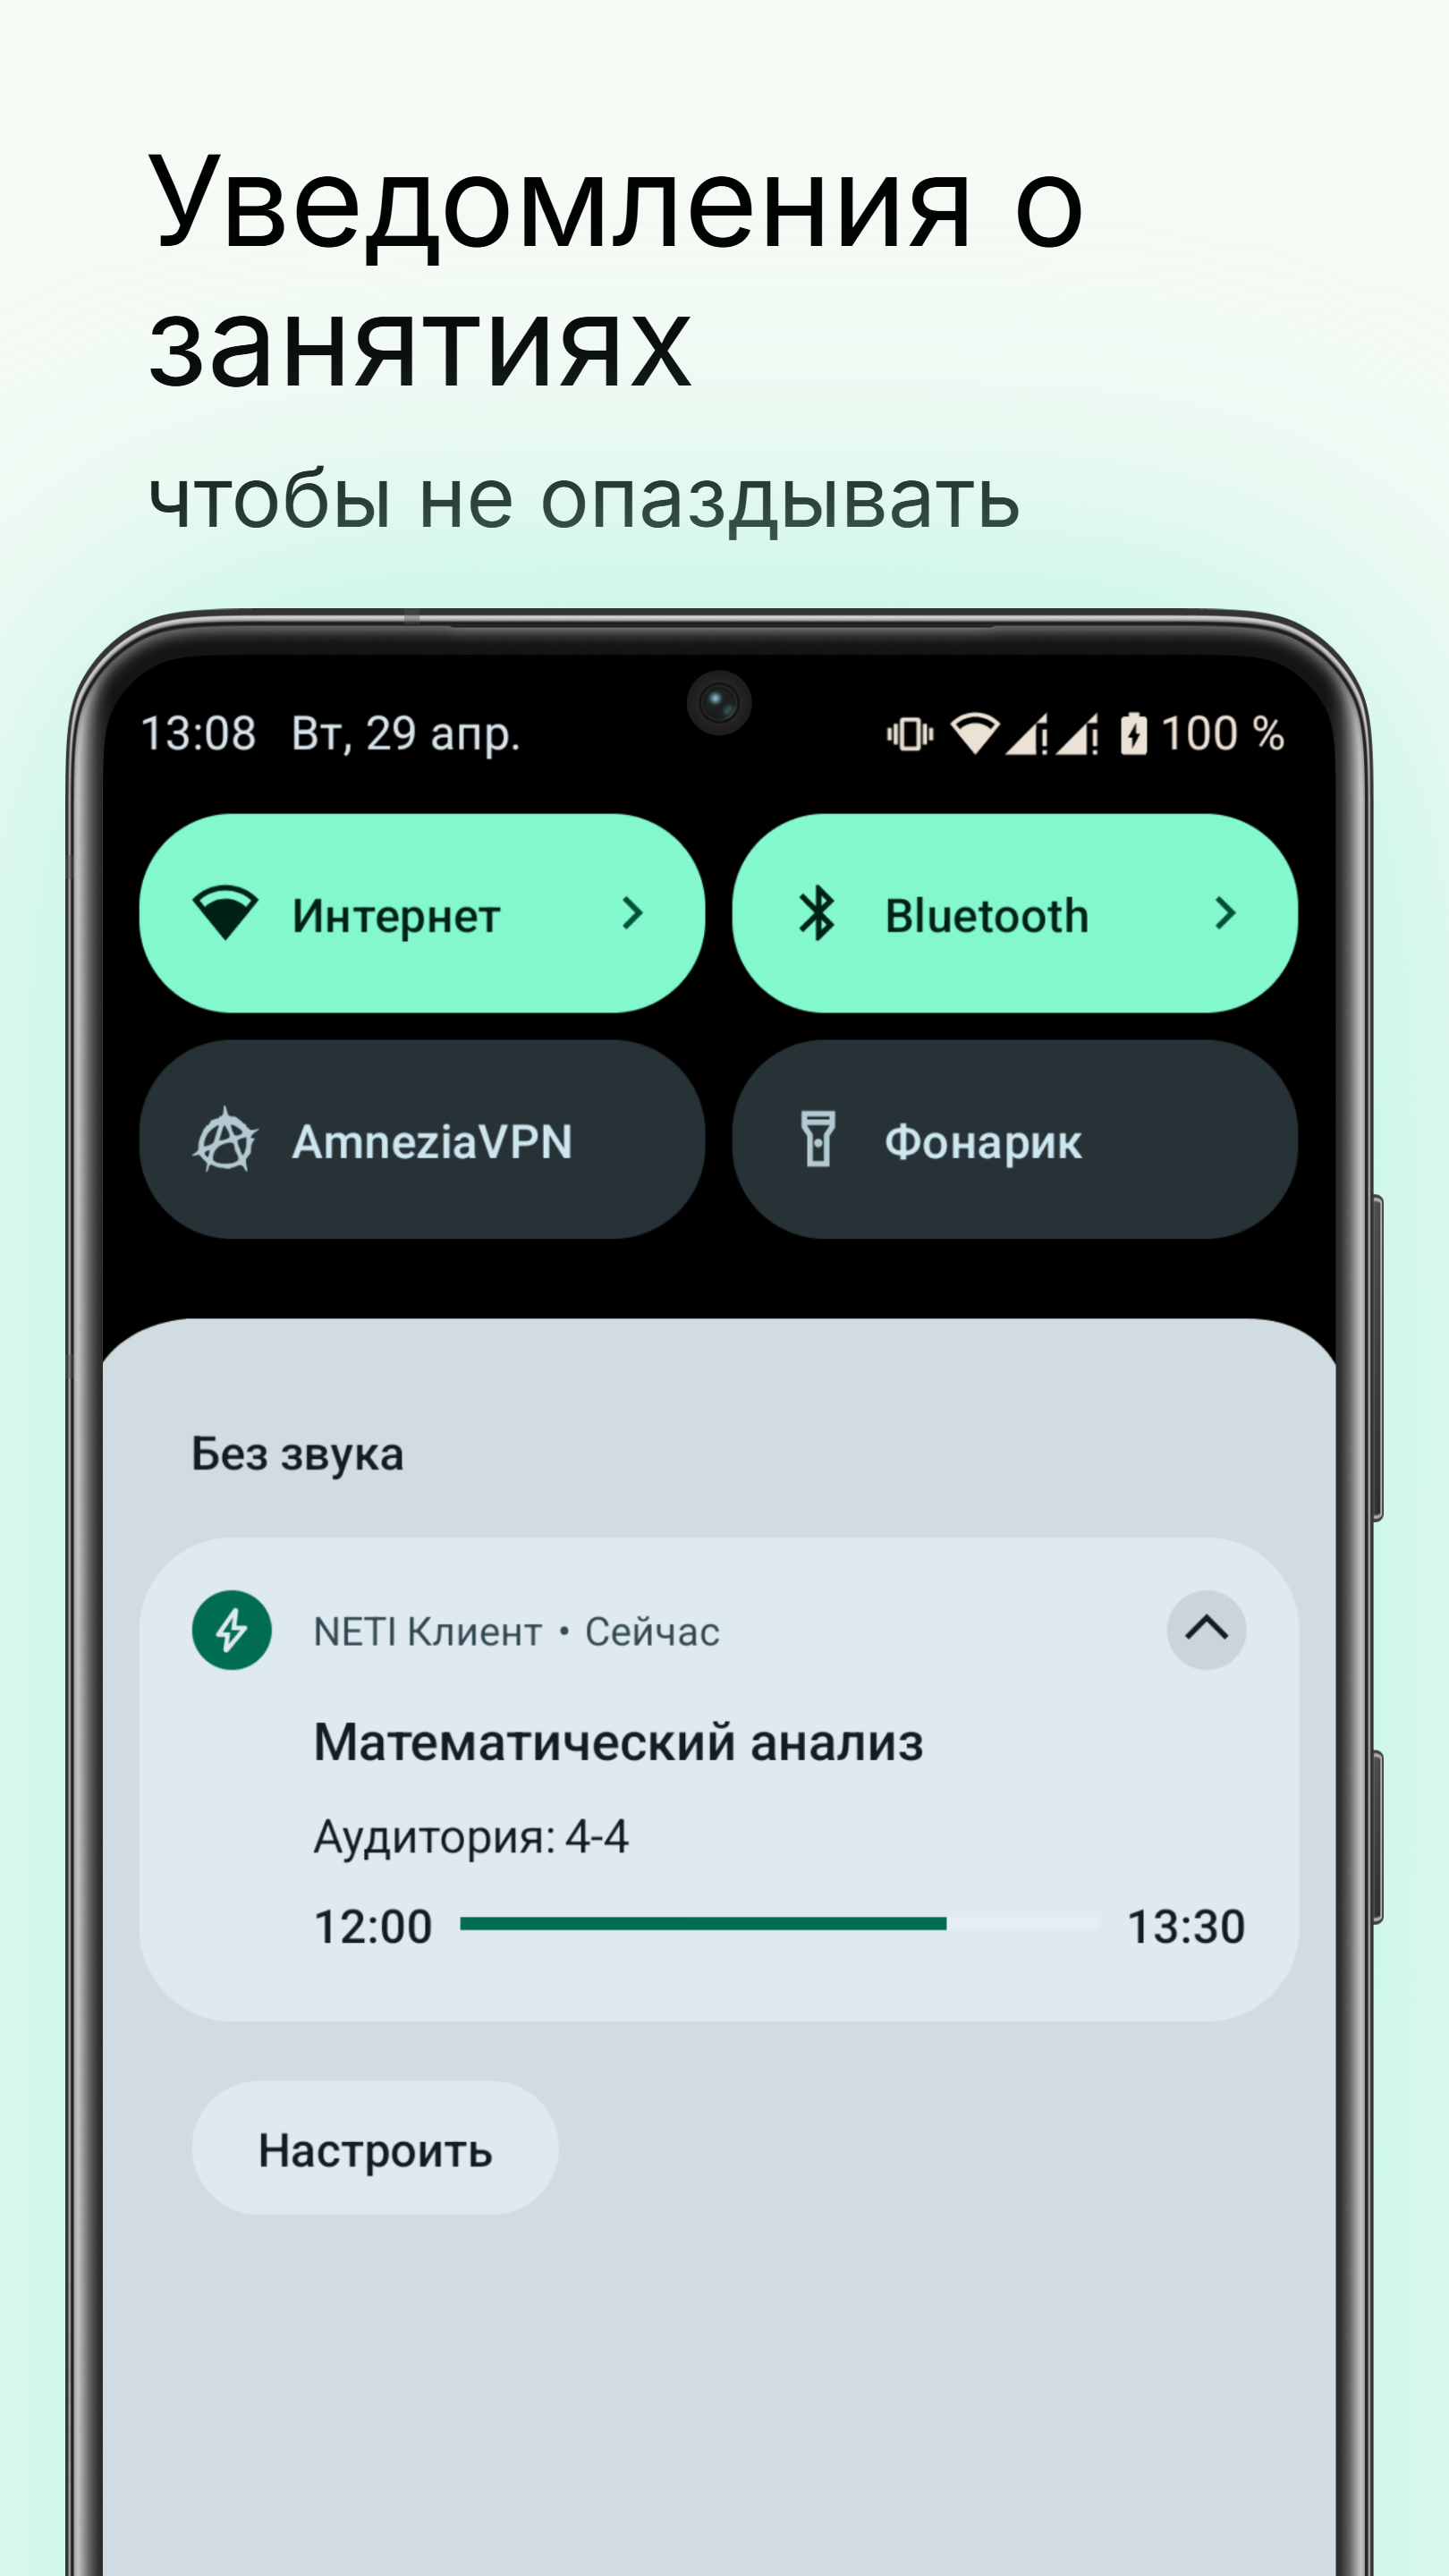 Уведомления о
занятиях
чтобы не опаздывать
13:08 Вт, 29 апр. 100 %
Интернет Bluetooth
AmneziaVPN Фонарик
Без звука
NETI Клиент • Сейчас
Математический анализ
Аудитория: 4-4
12:00 13:30
Настроить